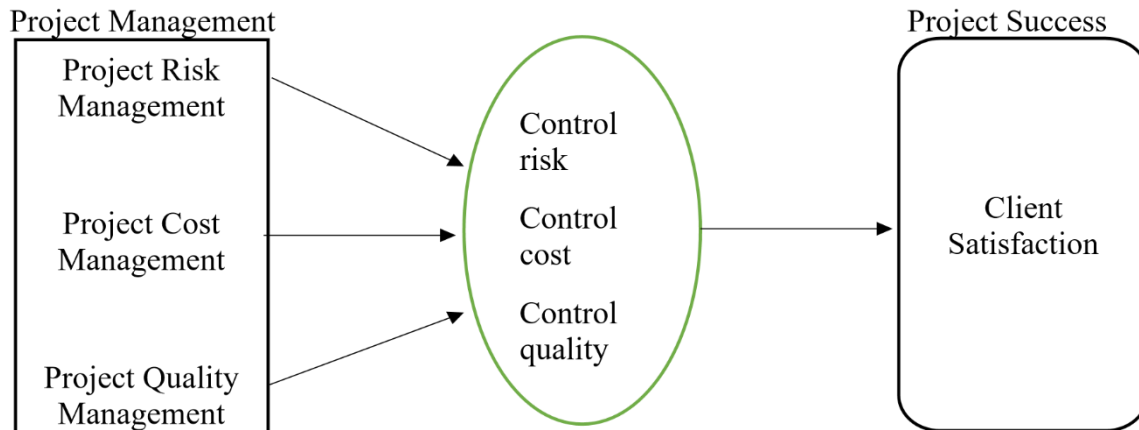 Project Management
Project Risk
Management
Project Cost
Management
Project Quality
Management
Control
risk
Control
cost
Control
quality
Project Success
Client
Satisfaction